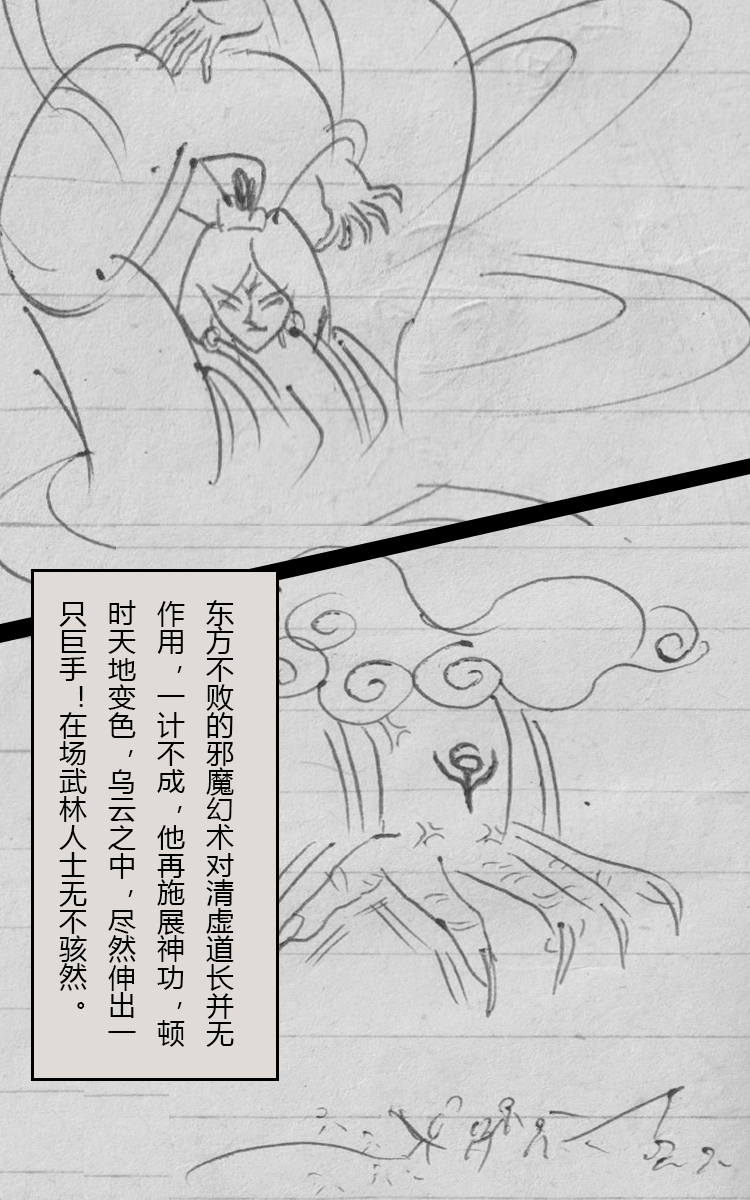 东方不败的邪魔幻术对清虚道长并无
作用，一计不成，他再施展神功，顿
时天地变色，乌云之中，尽然伸出一
只巨手！在场武林人士无不骇然。